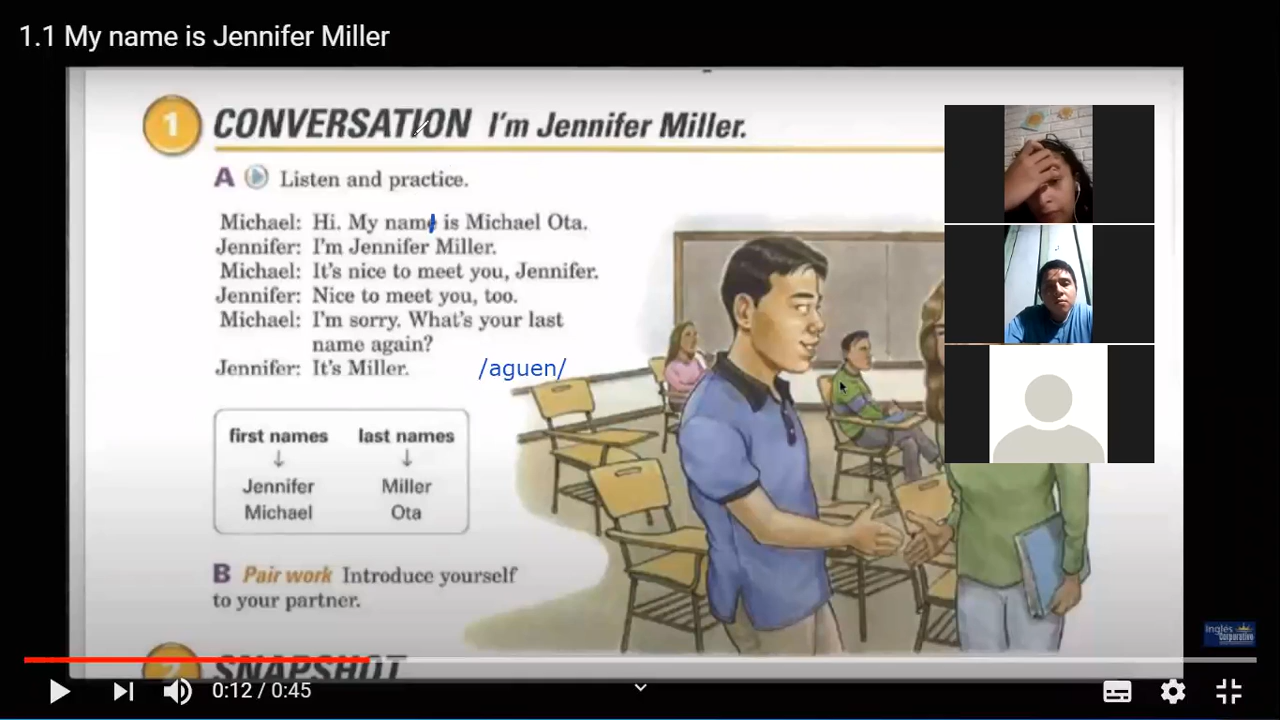 1.1 My name is Jennifer Miller
1 CONVERSATION I'm Jennifer Miller.
A Listen and practice.
Michael: Hi. My name is Michael Ota.
Jennifer: I'm Jennifer Miller.
Michael: It's nice to meet you, Jennifer.
Jennifer: Nice to meet you, too.
Michael: I'm sorry. What's your last
name again?
Jennifer: It's Miller. /aguen/
first names last names
Jennifer Miller
Michael Ota
B Pair work Introduce yourself
to your partner.
2 SNAPSHOT
Inglés
Corporativo
0:12 / 0:45